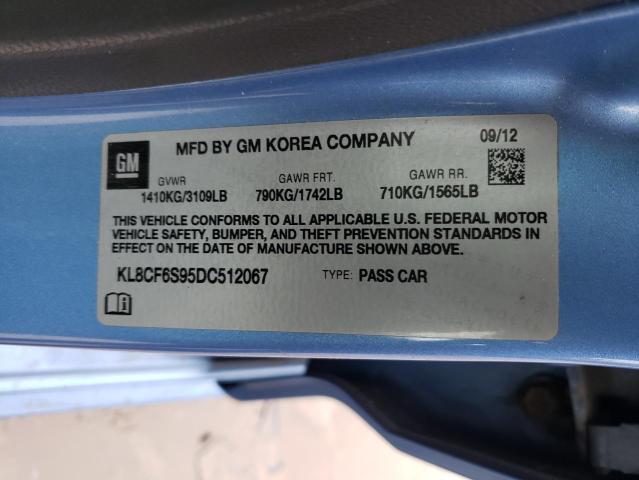 GM
MFD BY GM KOREA COMPANY 09/12
GVWR GAWR FRT. GAWR RR.
1410KG/3109LB 790KG/1742LB 710KG/1565LB
THIS VEHICLE CONFORMS TO ALL APPLICABLE U.S. FEDERAL MOTOR
VEHICLE SAFETY, BUMPER, AND THEFT PREVENTION STANDARDS IN
EFFECT ON THE DATE OF MANUFACTURE SHOWN ABOVE.
KL8CF6S95DC512067 TYPE: PASS CAR